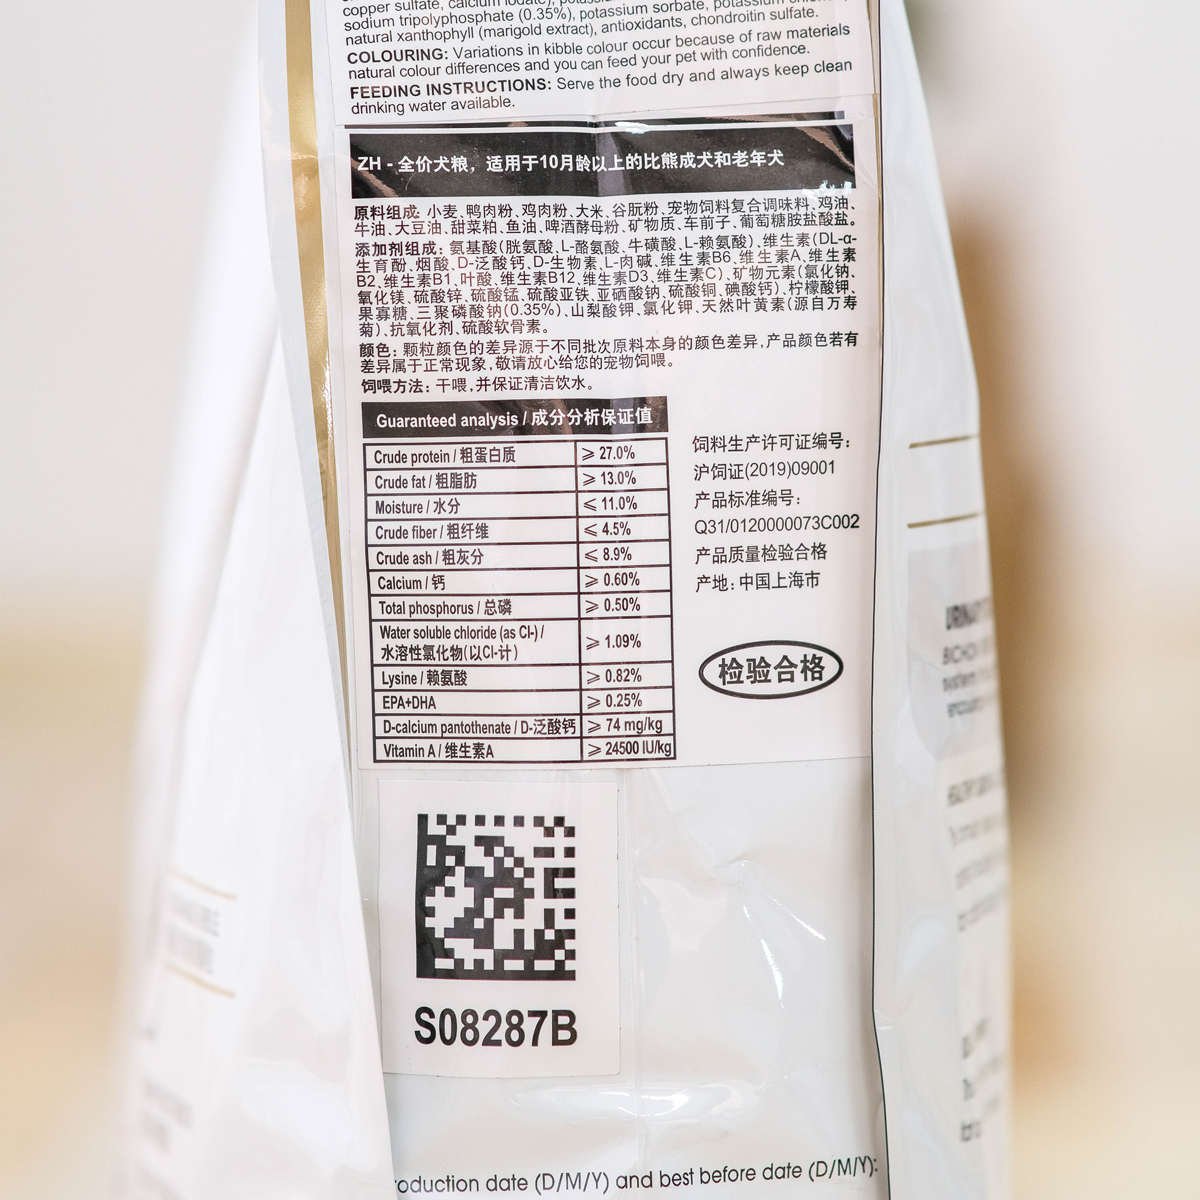 copper sulfate, calcium iodate),
sodium tripolyphosphate (0.35%), potassium sorbate, potassium
natural xanthophyll (marigold extract), antioxidants, chondroitin sulfate.
COLOURING: Variations in kibble colour occur because of raw materials
natural colour differences and you can feed your pet with confidence.
FEEDING INSTRUCTIONS: Serve the food dry and always keep clean
drinking water available.
ZH - 全价犬粮，适用于10月龄以上的比熊成犬和老年犬
原料组成: 小麦、鸭肉粉、鸡肉粉、大米、谷朊粉、宠物饲料复合调味料、鸡油、
牛油、大豆油、甜菜粕、鱼油、啤酒酵母粉、矿物质、车前子、葡萄糖胺盐酸盐。
添加剂组成: 氨基酸(胱氨酸、L-酪氨酸、牛磺酸、L-赖氨酸)、维生素(DL-α-
生育酚、烟酸、D-泛酸钙、D-生物素、L-肉碱、维生素B6、维生素A、维生素
B2、维生素B1、叶酸、维生素B12、维生素D3、维生素C)、矿物元素(氯化钠、
氧化镁、硫酸锌、硫酸锰、硫酸亚铁、亚硒酸钠、硫酸铜、碘酸钙)、柠檬酸钾、
果寡糖、三聚磷酸钠(0.35%)、山梨酸钾、氯化钾、天然叶黄素(源自万寿
菊)、抗氧化剂、硫酸软骨素。
颜色: 颗粒颜色的差异源于不同批次原料本身的颜色差异,产品颜色若有
差异属于正常现象,敬请放心给您的宠物饲喂。
饲喂方法: 干喂,并保证清洁饮水。
Guaranteed analysis / 成分分析保证值
Crude protein / 粗蛋白质 ⩾ 27.0%
Crude fat / 粗脂肪 ⩾ 13.0%
Moisture / 水分 ⩽ 11.0%
Crude fiber / 粗纤维 ⩽ 4.5%
Crude ash / 粗灰分 ⩽ 8.9%
Calcium / 钙 ⩾ 0.60%
Total phosphorus / 总磷 ⩾ 0.50%
Water soluble chloride (as Cl-) /
水溶性氯化物(以Cl-计) ⩾ 1.09%
Lysine / 赖氨酸 ⩾ 0.82%
EPA+DHA ⩾ 0.25%
D-calcium pantothenate / D-泛酸钙 ⩾ 74 mg/kg
Vitamin A / 维生素A ⩾ 24500 IU/kg
饲料生产许可证编号:
沪饲证(2019)09001
产品标准编号:
Q31/0120000073C002
产品质量检验合格
产地: 中国上海市
检验合格
S08287B
oduction date (D/M/Y) and best before date (D/M/Y):